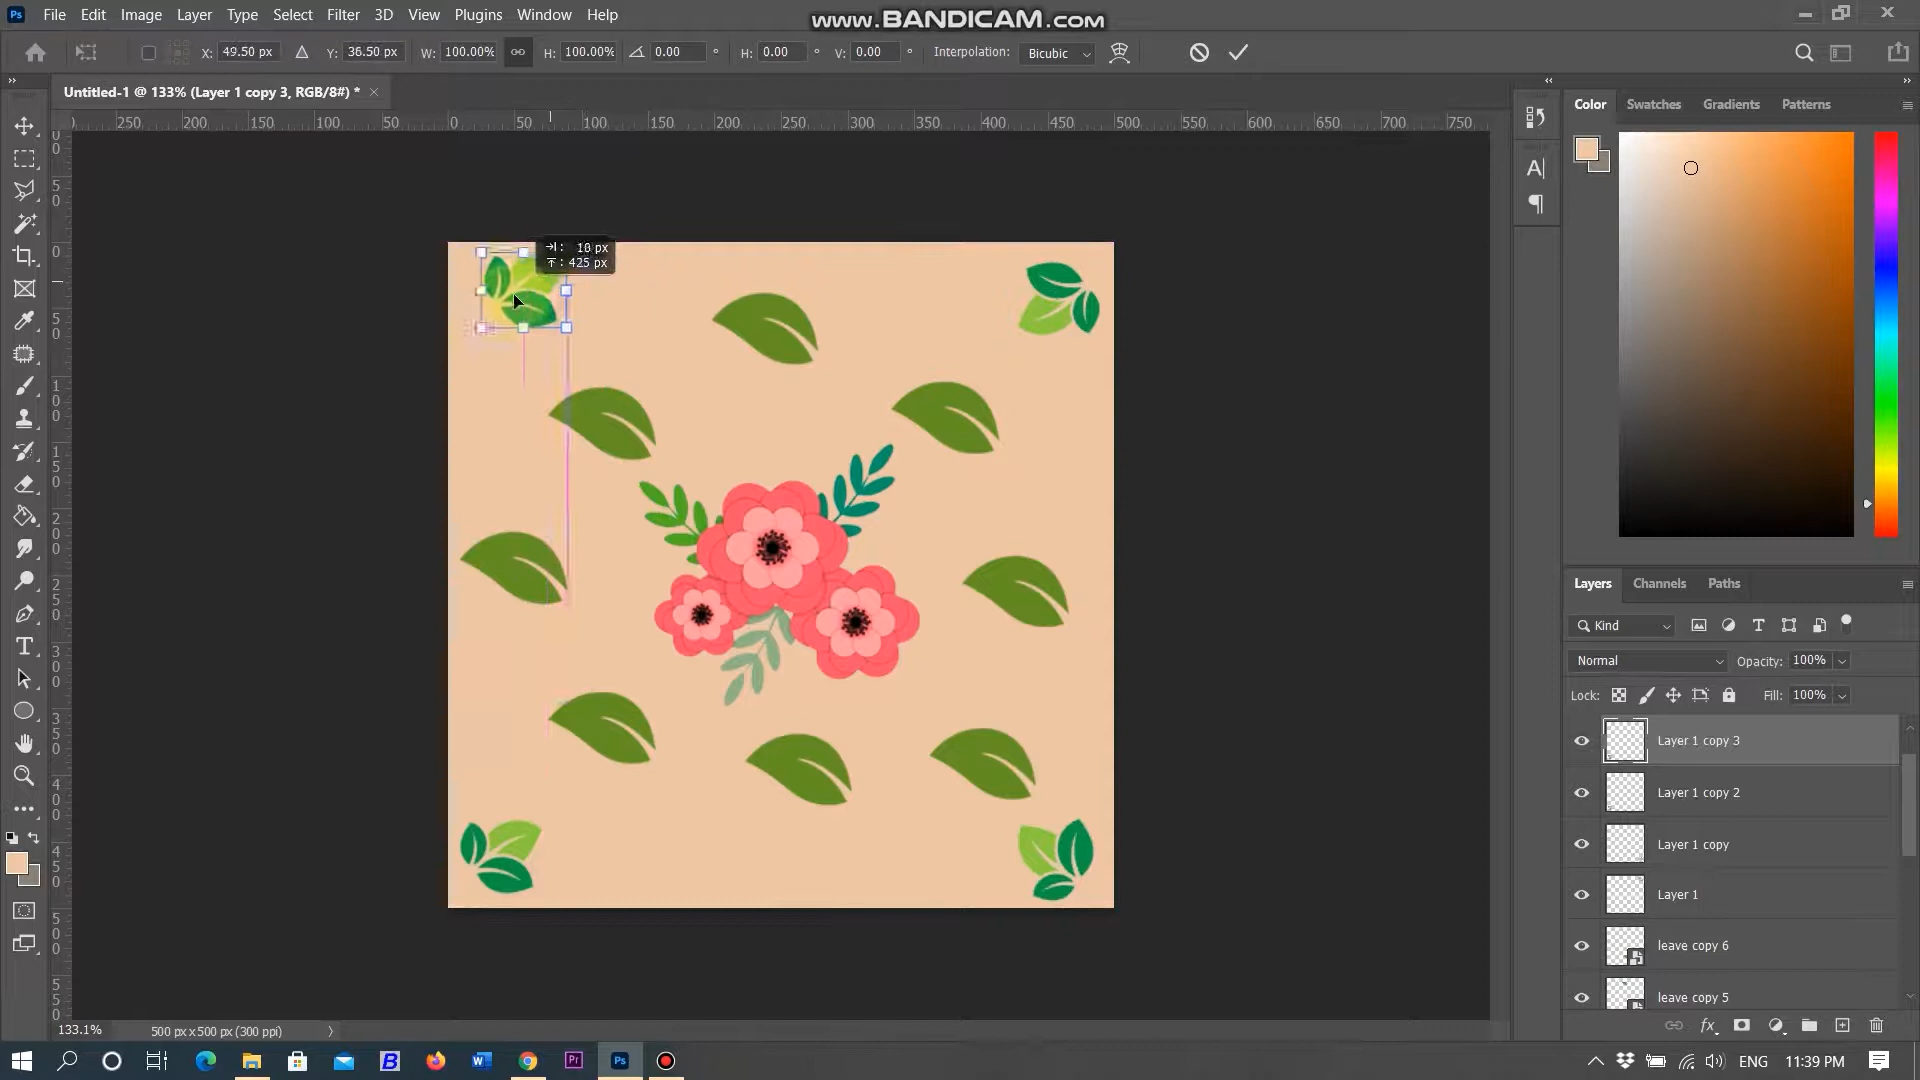 Ps File Edit Image Layer Type Select Filter 3D View Plugins Window Help
www.BANDICAM.com
X: 49.50 px Y: 36.50 px W: 100.00% H: 100.00% 0.00 ° H: 0.00 ° V: 0.00 ° Interpolation: Bicubic
Untitled-1 @ 133% (Layer 1 copy 3, RGB/8#) *
250 200 150 100 50 0 50 100 150 200 250 300 350 400 450 500 550 600 650 700 750
Color Swatches Gradients Patterns
10 px
: 425 px
Layers Channels Paths
Kind
Normal Opacity: 100%
Lock: Fill: 100%
Layer 1 copy 3
Layer 1 copy 2
Layer 1 copy
Layer 1
leave copy 6
leave copy 5
133.1% 500 px x 500 px (300 ppi)
B W Pr Ps ENG 11:39 PM